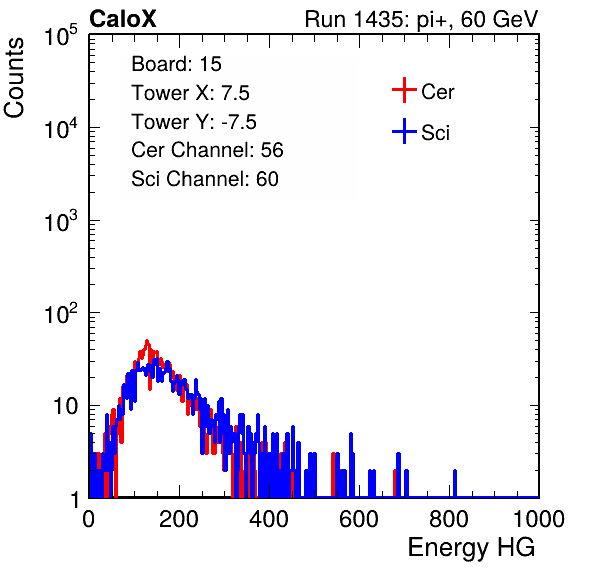 CaloX Run 1435: pi+, 60 GeV
Counts
10^5
10^4
10^3
10^2
10
1
Board: 15
Tower X: 7.5
Tower Y: -7.5
Cer Channel: 56
Sci Channel: 60
Cer
Sci
0 200 400 600 800 1000
Energy HG